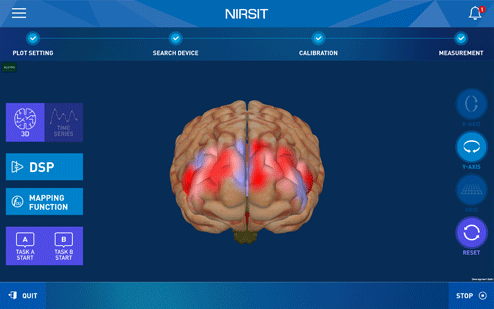 NIRSIT
1
PLOT SETTING
SEARCH DEVICE
CALIBRATION
MEASUREMENT
3D
TIME
SERIES
DSP
MAPPING
FUNCTION
A
TASK A
START
B
TASK B
START
Y-AXIS
RESET
QUIT
STOP